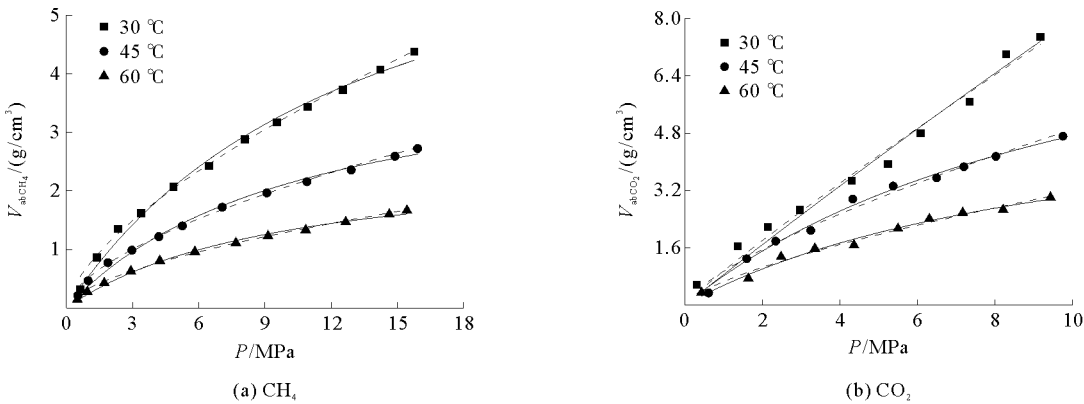 5
4
3
2
1
V_abCH₄/(g/cm³)
■ 30 ℃
● 45 ℃
▲ 60 ℃
0 3 6 9 12 15 18
P/MPa
(a) CH₄
8.0
6.4
4.8
3.2
1.6
V_abCO₂/(g/cm³)
■ 30 ℃
● 45 ℃
▲ 60 ℃
0 2 4 6 8 10
P/MPa
(b) CO₂